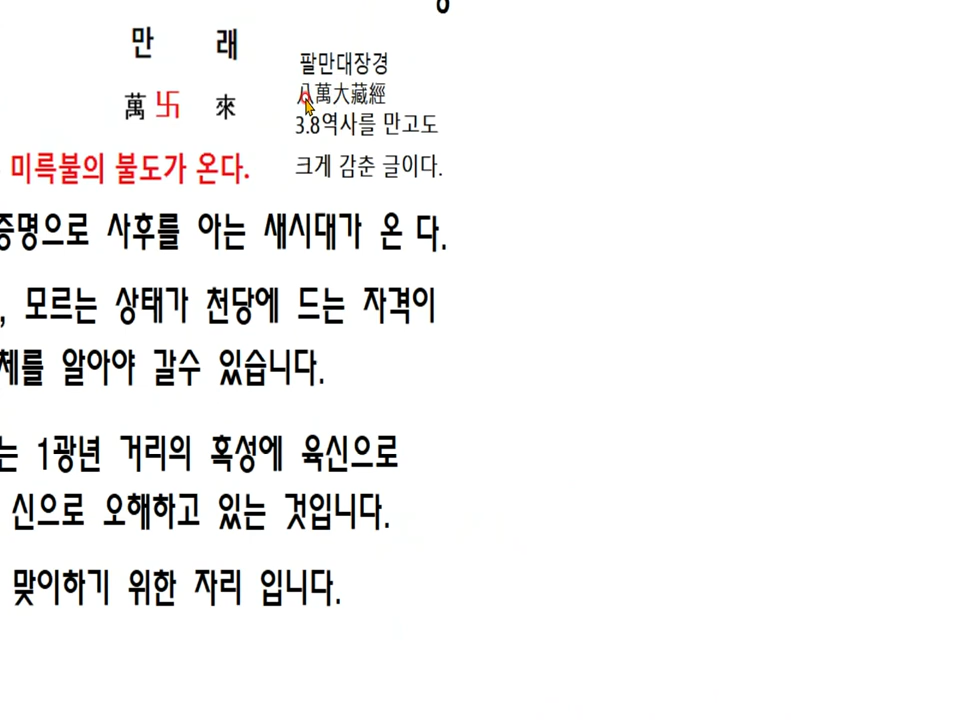 만 래
팔만대장경
萬 卐 來
八萬大藏經
3.8역사를 만고도
크게 감춘 글이다.
미륵불의 불도가 온다.
증명으로 사후를 아는 새시대가 온 다.
, 모르는 상태가 천당에 드는 자격이
체를 알아야 갈수 있습니다.
는 1광년 거리의 혹성에 육신으로
신으로 오해하고 있는 것입니다.
맞이하기 위한 자리 입니다.